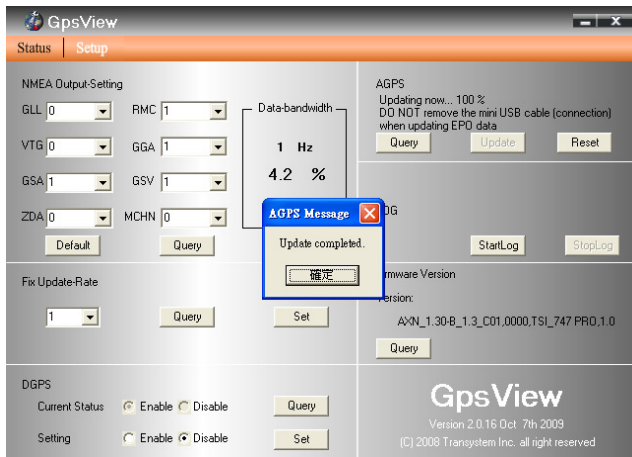 GpsView
Status Setup
NMEA Output-Setting
GLL 0 RMC 1
VTG 0 GGA 1
GSA 1 GSV 1
ZDA 0 MCHN 0
Default Query
Data-bandwidth
1 Hz
4.2 %
AGPS
Updating now... 100 %
DO NOT remove the mini USB cable (connection)
when updating EPO data
Query Update Reset
OG
StartLog StopLog
AGPS Message
Update completed.
確定
Fix Update-Rate
1 Query Set
rmware Version
ersion:
AXN_1.30-B_1.3_C01,0000,TSI_747 PRO,1.0
Query
DGPS
Current Status Enable Disable Query
Setting Enable Disable Set
GpsView
Version 2.0.16 Oct 7th 2009
(C) 2008 Transystem Inc. all right reserved